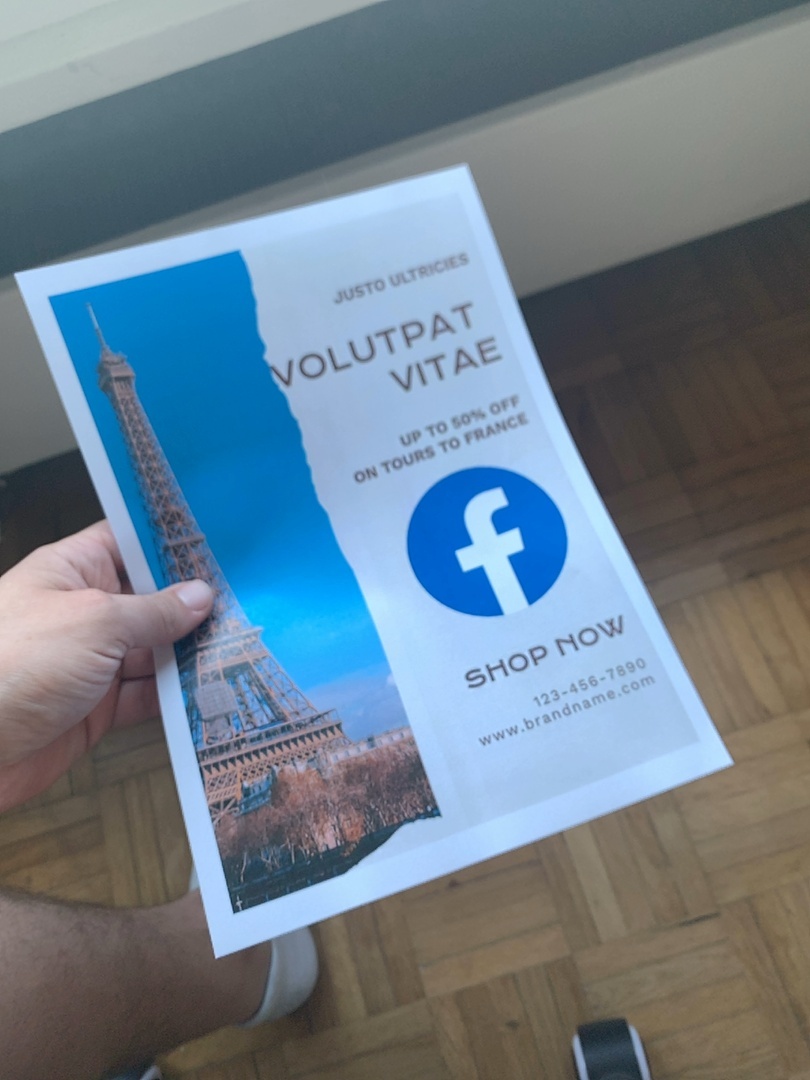 JUSTO ULTRICIES
VOLUTPAT
VITAE
UP TO 50% OFF
ON TOURS TO FRANCE
SHOP NOW
123-456-7890
www.brandname.com